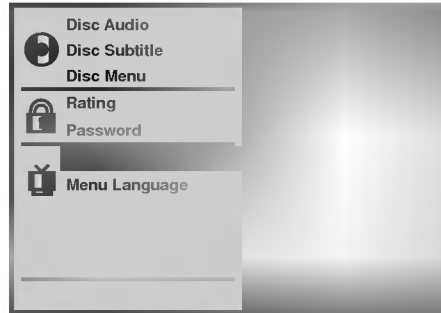 Disc Audio
Disc Subtitle
Disc Menu
Rating
Password
Menu Language